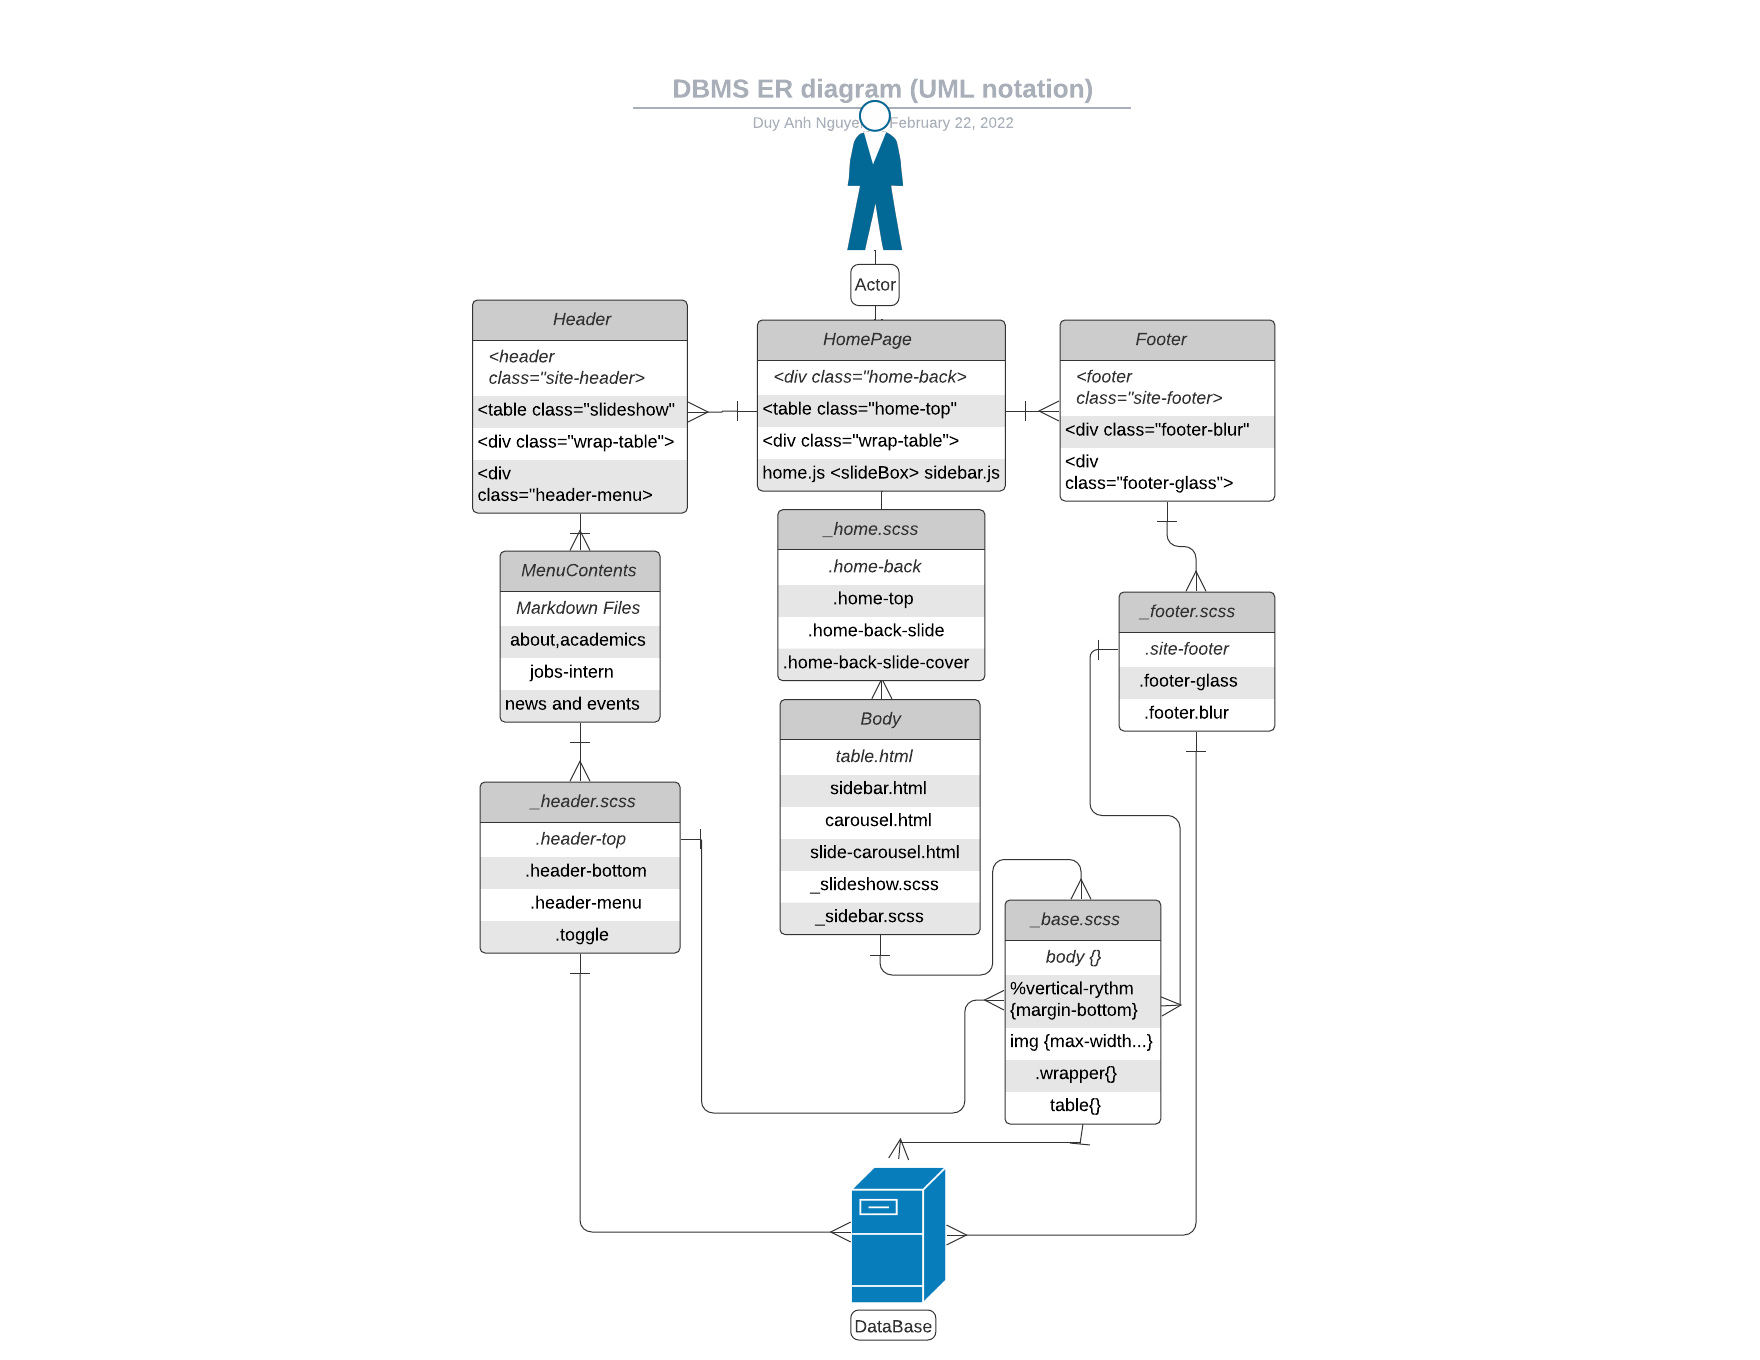 DBMS ER diagram (UML notation)
Duy Anh February 22, 2022
Actor
Header
<header
class="site-header>
<table class="slideshow"
<div class="wrap-table">
<div
class="header-menu>
HomePage
<div class="home-back>
<table class="home-top"
<div class="wrap-table">
home.js <slideBox> sidebar.js
Footer
<footer
class="site-footer>
<div class="footer-blur"
<div
class="footer-glass">
MenuContents
Markdown Files
about,academics
jobs-intern
news and events
_home.scss
.home-back
.home-top
.home-back-slide
.home-back-slide-cover
_footer.scss
.site-footer
.footer-glass
.footer.blur
Body
table.html
sidebar.html
carousel.html
slide-carousel.html
_slideshow.scss
_sidebar.scss
_header.scss
.header-top
.header-bottom
.header-menu
.toggle
_base.scss
body {}
%vertical-rythm
{margin-bottom}
img {max-width...}
.wrapper{}
table{}
DataBase